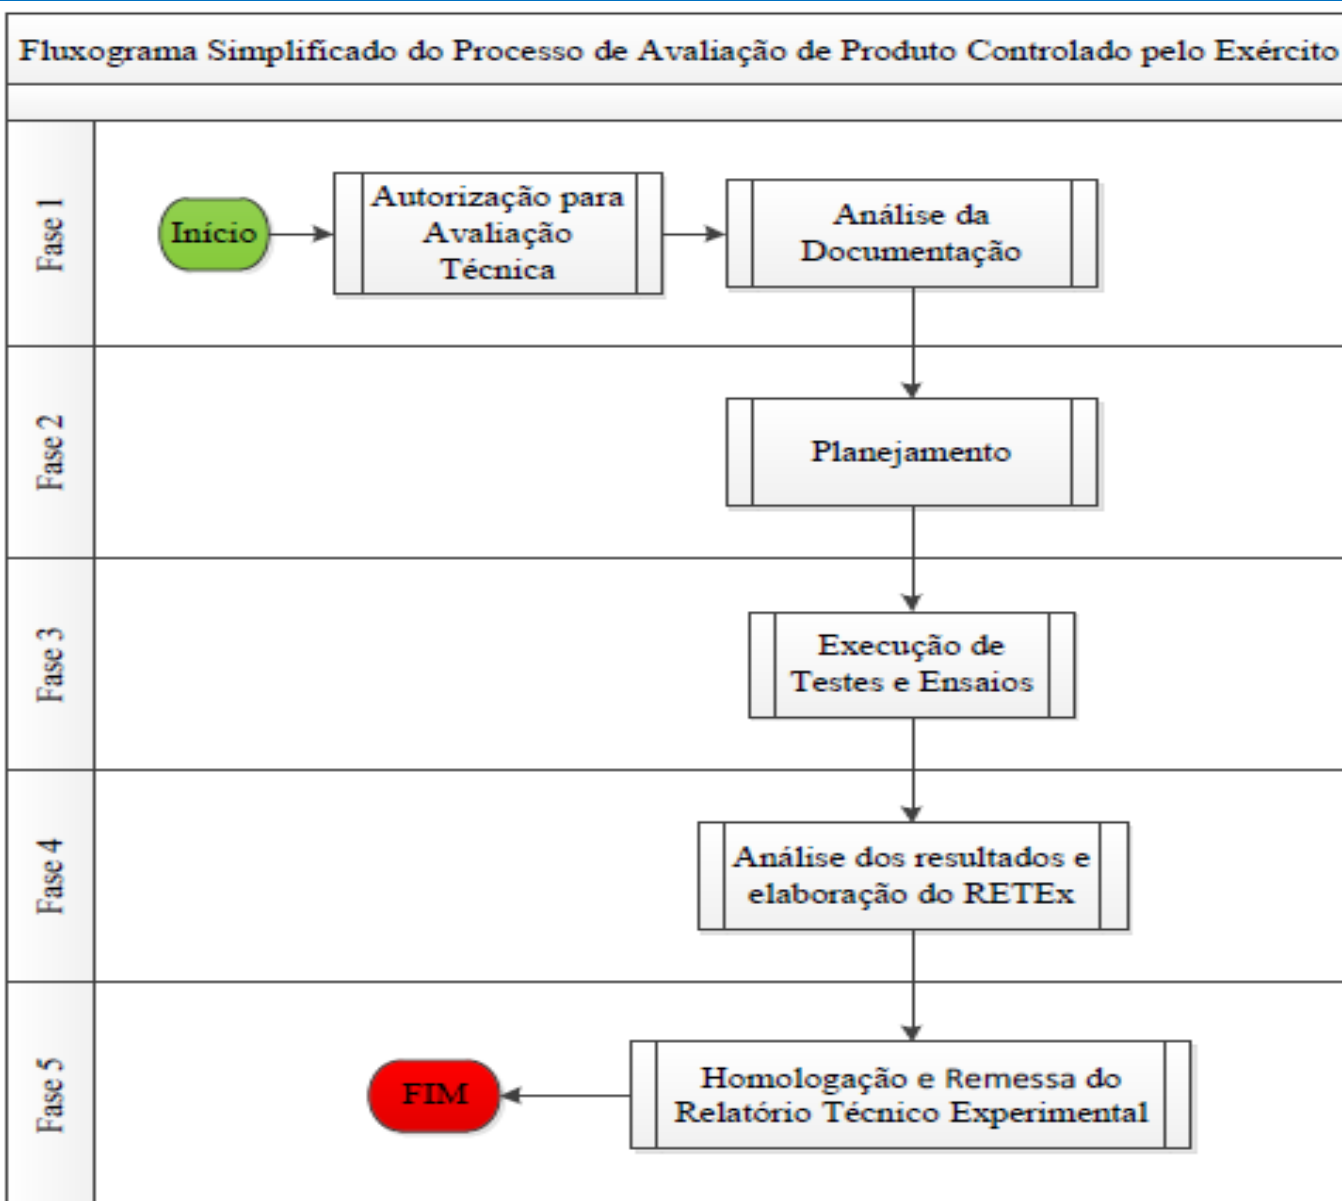 Fluxograma Simplificado do Processo de Avaliação de Produto Controlado pelo Exército
Fase 1
Início
Autorização para
Avaliação
Técnica
Análise da
Documentação
Fase 2
Planejamento
Fase 3
Execução de
Testes e Ensaios
Fase 4
Análise dos resultados e
elaboração do RETEx
Fase 5
FIM
Homologação e Remessa do
Relatório Técnico Experimental